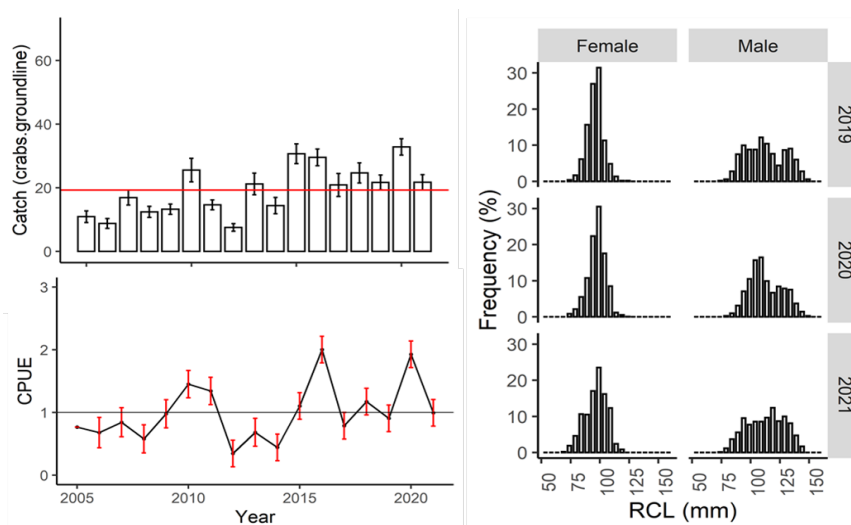 Catch (crabs.groundline)
60
40
20
0
CPUE
3
2
1
0
2005 2010 2015 2020
Year
Female Male
Frequency (%)
30
20
10
0
2019
30
20
10
0
2020
30
20
10
0
2021
50 75 100 125 150 50 75 100 125 150
RCL (mm)